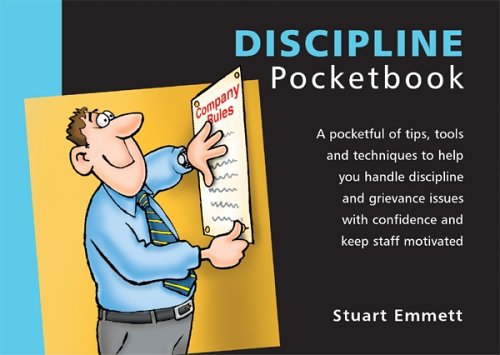 DISCIPLINE
Pocketbook
Company
Rules
A pocketful of tips, tools
and techniques to help
you handle discipline
and grievance issues
with confidence and
keep staff motivated
Stuart Emmett